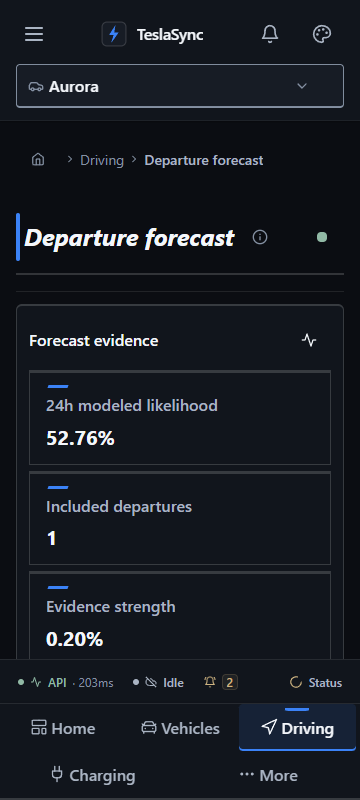 TeslaSync
Aurora
Driving
Departure forecast
Departure forecast
Forecast evidence
24h modeled likelihood
52.76%
Included departures
1
Evidence strength
0.20%
API · 203ms
Idle
2
Status
Home
Vehicles
Driving
Charging
More